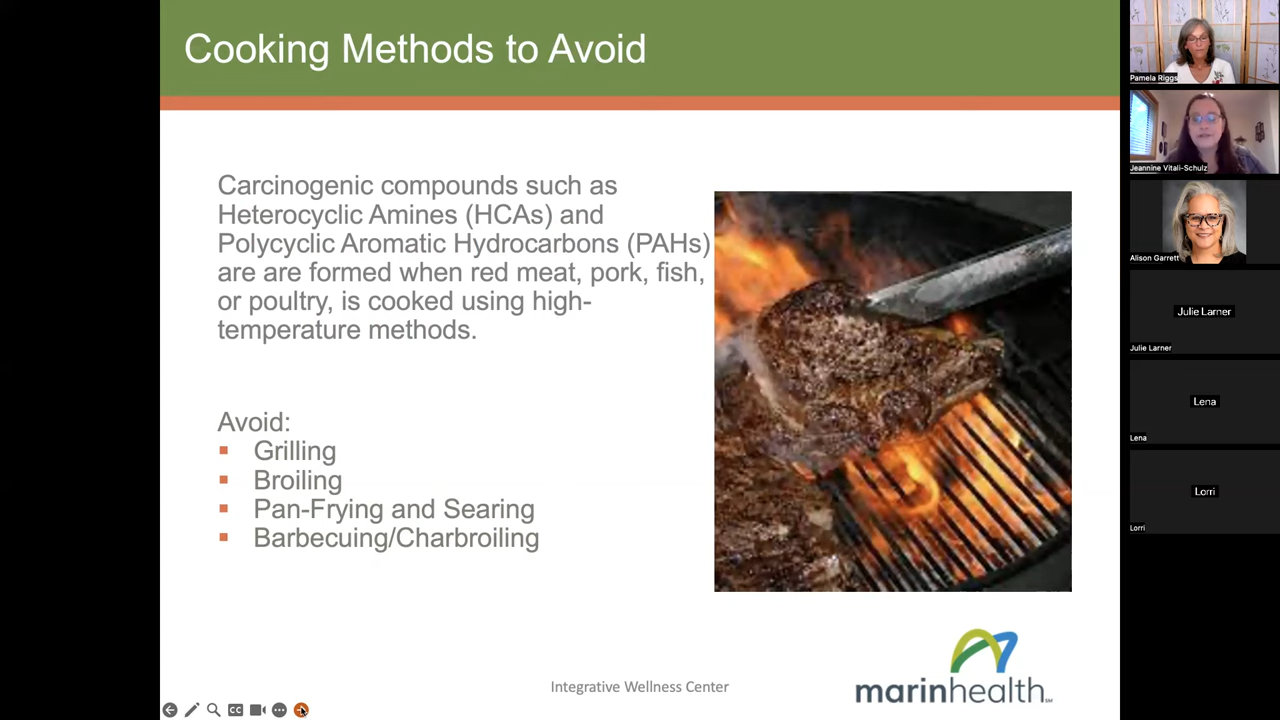 Cooking Methods to Avoid
Carcinogenic compounds such as
Heterocyclic Amines (HCAs) and
Polycyclic Aromatic Hydrocarbons (PAHs)
are are formed when red meat, pork, fish,
or poultry, is cooked using high-
temperature methods.
Avoid:
▪ Grilling
▪ Broiling
▪ Pan-Frying and Searing
▪ Barbecuing/Charbroiling
Integrative Wellness Center
marinhealth
CC
Pamela Riggs
Jeannine Vitali-Schulz
Alison Garrett
Julie Larner
Julie Larner
Lena
Lena
Lorri
Lorri